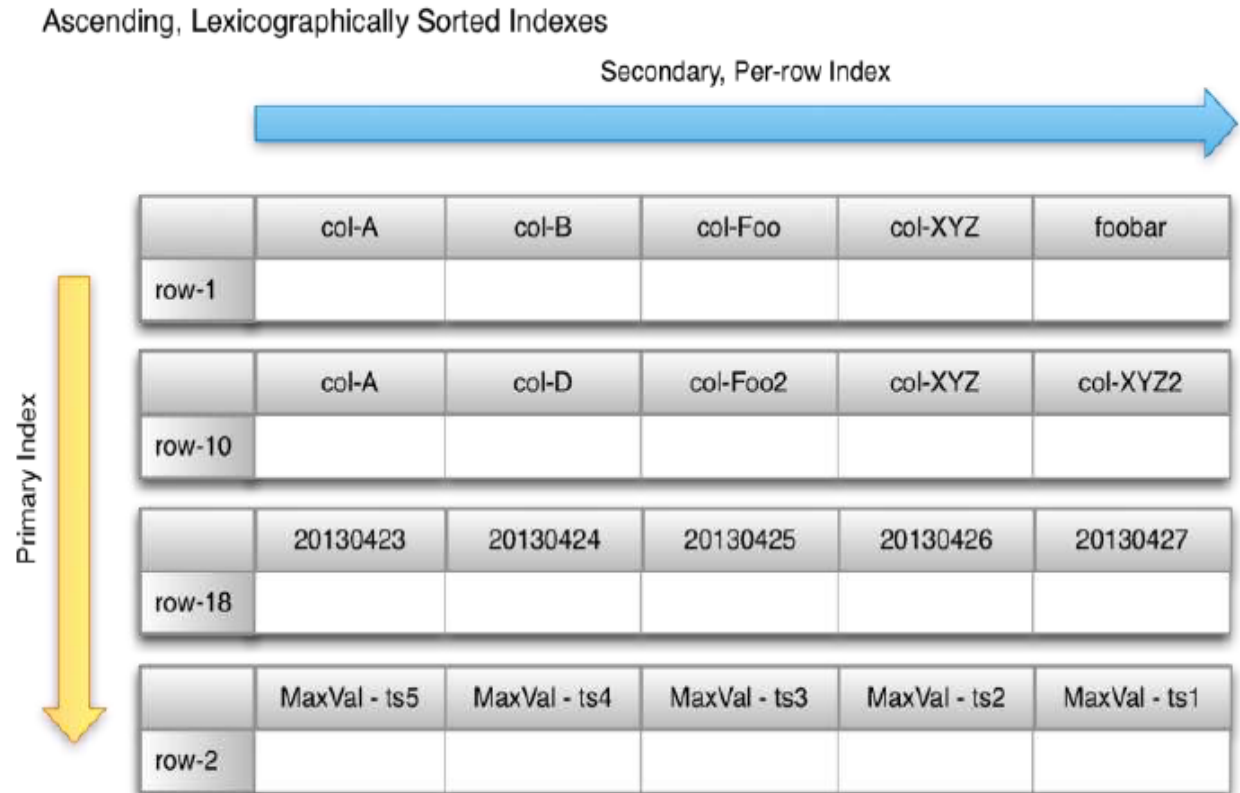 Ascending, Lexicographically Sorted Indexes
Secondary, Per-row Index
Primary Index
col-A col-B col-Foo col-XYZ foobar
row-1
col-A col-D col-Foo2 col-XYZ col-XYZ2
row-10
20130423 20130424 20130425 20130426 20130427
row-18
MaxVal - ts5 MaxVal - ts4 MaxVal - ts3 MaxVal - ts2 MaxVal - ts1
row-2